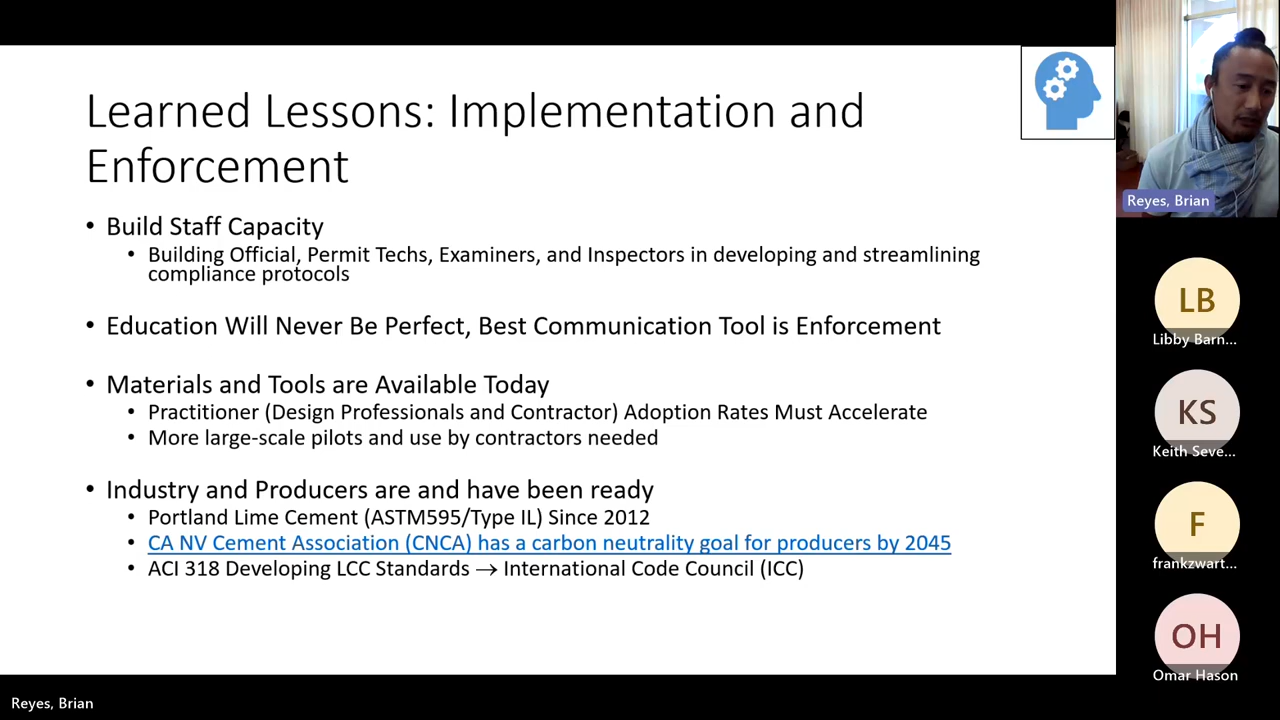 Learned Lessons: Implementation and
Enforcement
• Build Staff Capacity
• Building Official, Permit Techs, Examiners, and Inspectors in developing and streamlining
compliance protocols
• Education Will Never Be Perfect, Best Communication Tool is Enforcement
• Materials and Tools are Available Today
• Practitioner (Design Professionals and Contractor) Adoption Rates Must Accelerate
• More large-scale pilots and use by contractors needed
• Industry and Producers are and have been ready
• Portland Lime Cement (ASTM595/Type IL) Since 2012
• CA NV Cement Association (CNCA) has a carbon neutrality goal for producers by 2045
• ACI 318 Developing LCC Standards → International Code Council (ICC)
Reyes, Brian
LB
Libby Barn...
KS
Keith Seve...
F
frankzwart...
OH
Omar Hason
Reyes, Brian